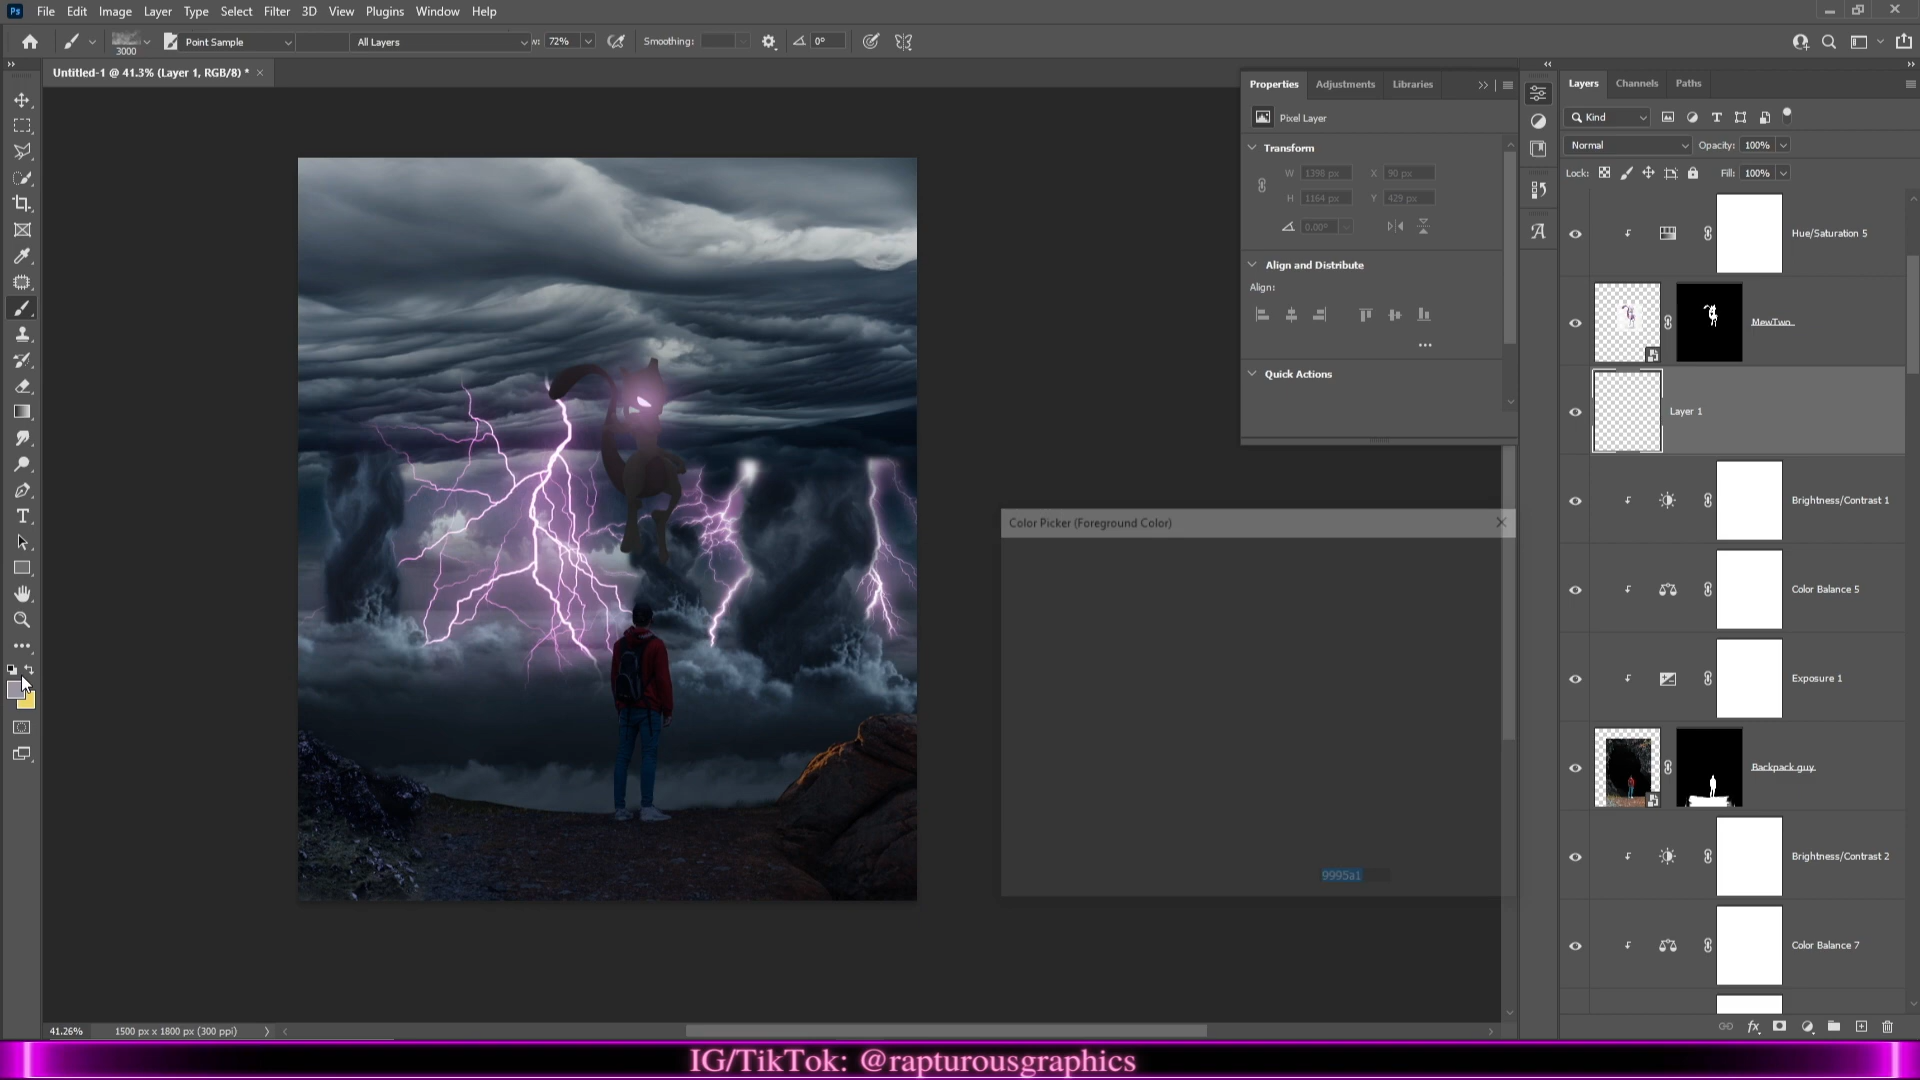 Ps File Edit Image Layer Type Select Filter 3D View Plugins Window Help
3000 Point Sample All Layers w: 72% Smoothing: 0°
Untitled-1 @ 41.3% (Layer 1, RGB/8) *
Properties Adjustments Libraries
Pixel Layer
Transform
W 1398 px X 90 px
H 1164 px Y 429 px
0.00°
Align and Distribute
Align:
Quick Actions
Color Picker (Foreground Color)
9995a1
Layers Channels Paths
Kind
Normal Opacity: 100%
Lock: Fill: 100%
Hue/Saturation 5
MewTwo
Layer 1
Brightness/Contrast 1
Color Balance 5
Exposure 1
Backpack guy
Brightness/Contrast 2
Color Balance 7
41.26% 1500 px x 1800 px (300 ppi)
IG/TikTok: @rapturousgraphics